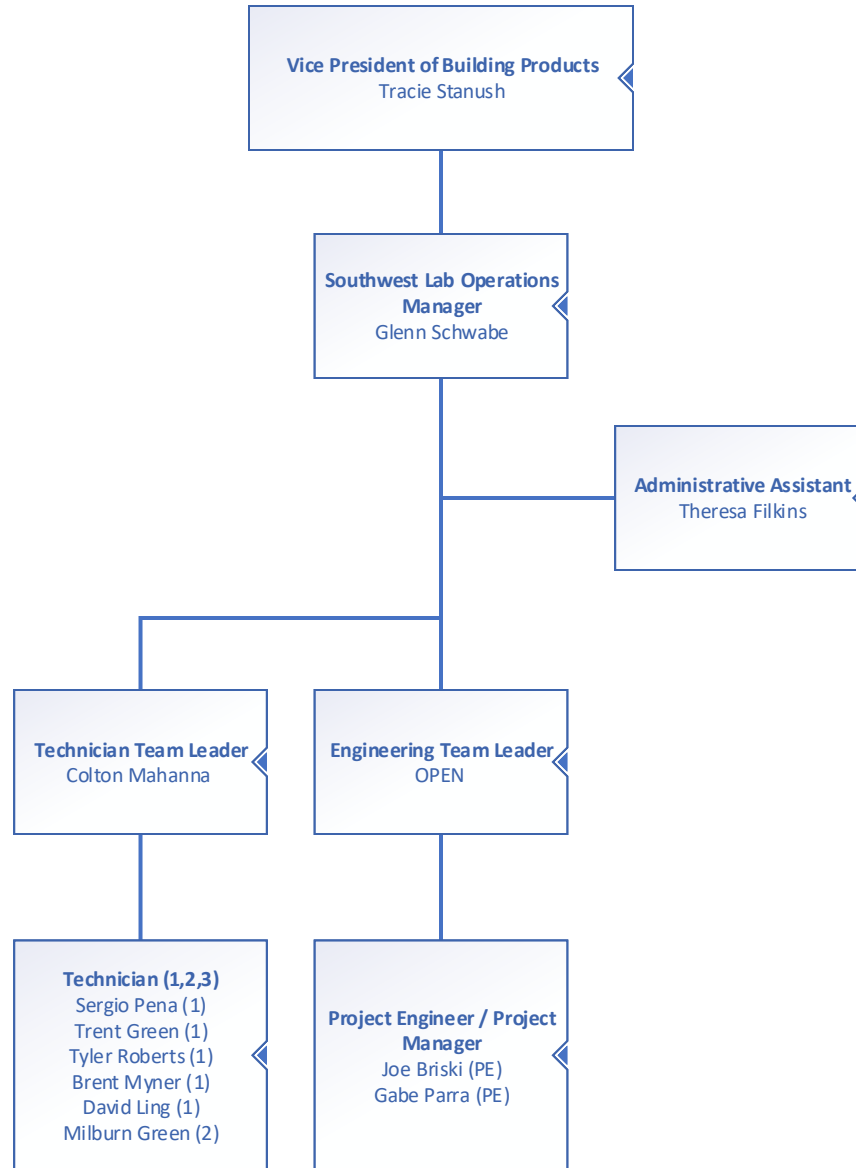 Vice President of Building Products
Tracie Stanush
Southwest Lab Operations
Manager
Glenn Schwabe
Administrative Assistant
Theresa Filkins
Technician Team Leader
Colton Mahanna
Engineering Team Leader
OPEN
Technician (1,2,3)
Sergio Pena (1)
Trent Green (1)
Tyler Roberts (1)
Brent Myner (1)
David Ling (1)
Milburn Green (2)
Project Engineer / Project
Manager
Joe Briski (PE)
Gabe Parra (PE)